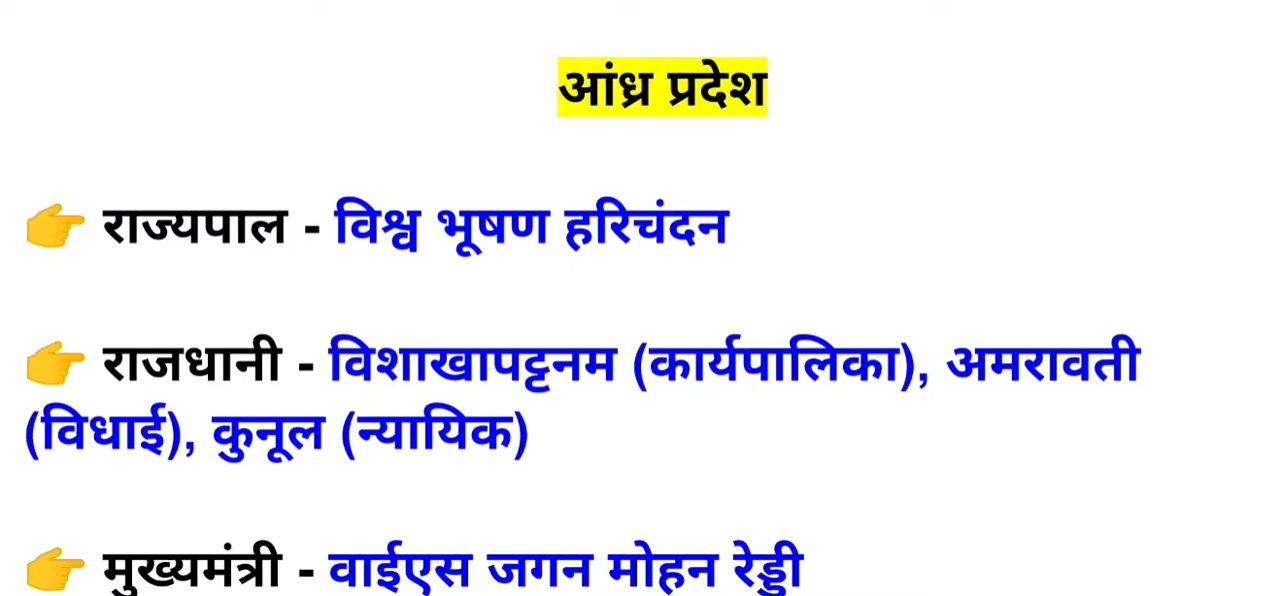 आंध्र प्रदेश
👉 राज्यपाल - विश्व भूषण हरिचंदन
👉 राजधानी - विशाखापट्टनम (कार्यपालिका), अमरावती
(विधाई), कुनूल (न्यायिक)
👉 मुख्यमंत्री - वाईएस जगन मोहन रेड्डी